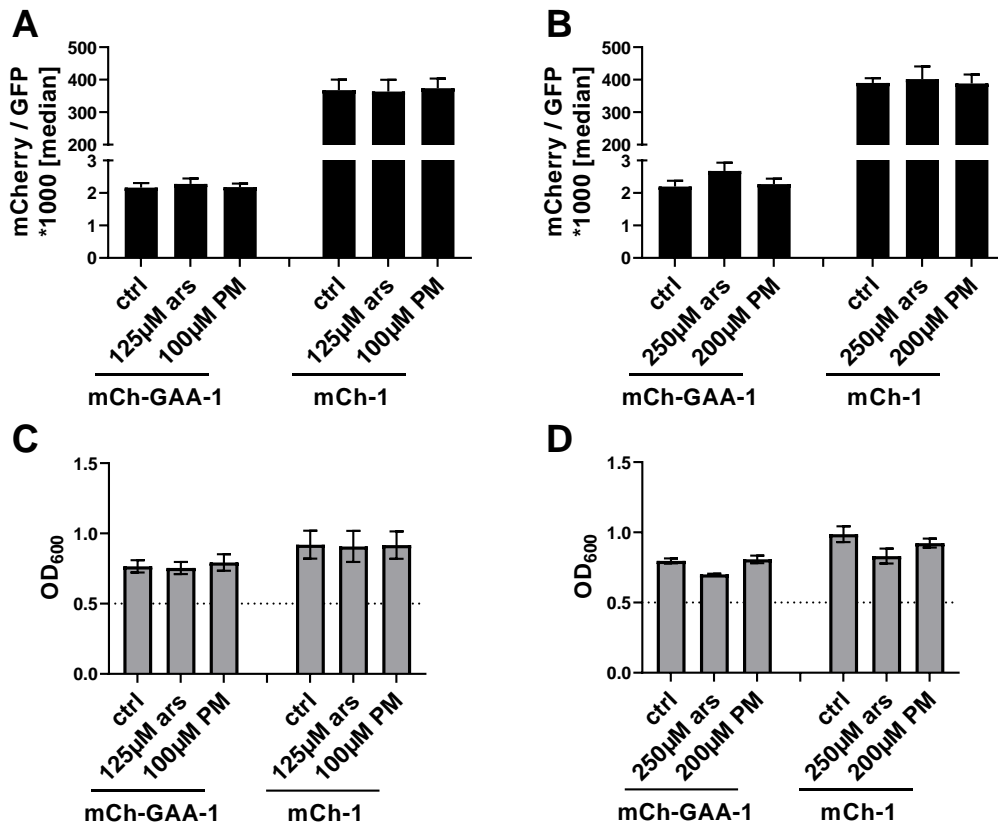 A
mCherry / GFP
*1000 [median]
500
400
300
200
3
2
1
0
ctrl
125µM ars
100µM PM
ctrl
125µM ars
100µM PM
mCh-GAA-1
mCh-1
B
mCherry / GFP
*1000 [median]
500
400
300
200
3
2
1
0
ctrl
250µM ars
200µM PM
ctrl
250µM ars
200µM PM
mCh-GAA-1
mCh-1
C
OD600
1.5
1.0
0.5
0.0
ctrl
125µM ars
100µM PM
ctrl
125µM ars
100µM PM
mCh-GAA-1
mCh-1
D
OD600
1.5
1.0
0.5
0.0
ctrl
250µM ars
200µM PM
ctrl
250µM ars
200µM PM
mCh-GAA-1
mCh-1